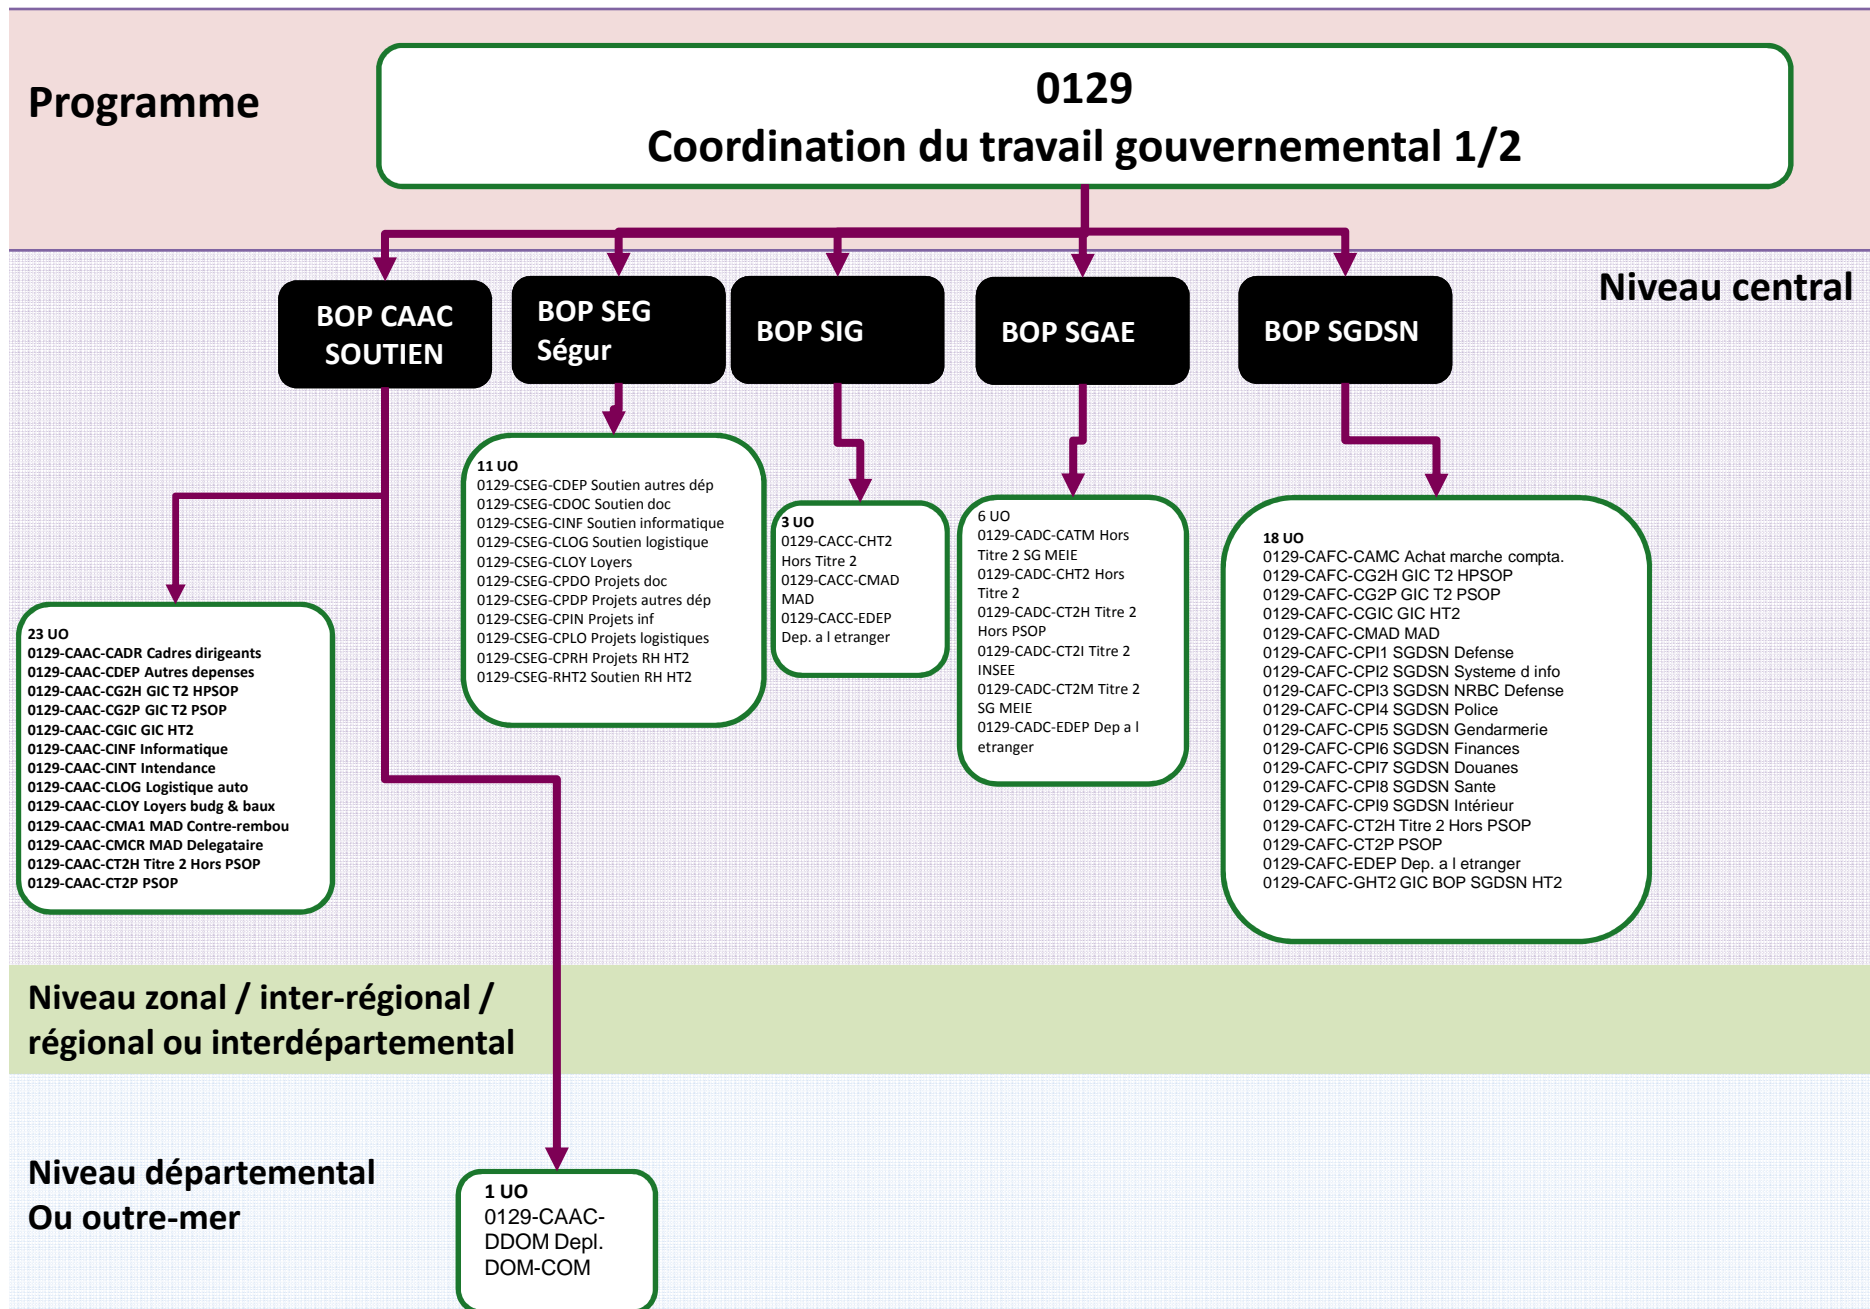 Programme
0129
Coordination du travail gouvernemental 1/2
Niveau central
BOP CAAC
SOUTIEN
BOP SEG
Ségur
BOP SIG
BOP SGAE
BOP SGDSN
23 UO
0129-CAAC-CADR Cadres dirigeants
0129-CAAC-CDEP Autres depenses
0129-CAAC-CG2H GIC T2 HPSOP
0129-CAAC-CG2P GIC T2 PSOP
0129-CAAC-CGIC GIC HT2
0129-CAAC-CINF Informatique
0129-CAAC-CINT Intendance
0129-CAAC-CLOG Logistique auto
0129-CAAC-CLOY Loyers budg & baux
0129-CAAC-CMA1 MAD Contre-rembou
0129-CAAC-CMCR MAD Delegataire
0129-CAAC-CT2H Titre 2 Hors PSOP
0129-CAAC-CT2P PSOP
11 UO
0129-CSEG-CDEP Soutien autres dép
0129-CSEG-CDOC Soutien doc
0129-CSEG-CINF Soutien informatique
0129-CSEG-CLOG Soutien logistique
0129-CSEG-CLOY Loyers
0129-CSEG-CPDO Projets doc
0129-CSEG-CPDP Projets autres dép
0129-CSEG-CPIN Projets inf
0129-CSEG-CPLO Projets logistiques
0129-CSEG-CPRH Projets RH HT2
0129-CSEG-RHT2 Soutien RH HT2
3 UO
0129-CACC-CHT2
Hors Titre 2
0129-CACC-CMAD
MAD
0129-CACC-EDEP
Dep. a l etranger
6 UO
0129-CADC-CATM Hors
Titre 2 SG MEIE
0129-CADC-CHT2 Hors
Titre 2
0129-CADC-CT2H Titre 2
Hors PSOP
0129-CADC-CT2I Titre 2
INSEE
0129-CADC-CT2M Titre 2
SG MEIE
0129-CADC-EDEP Dep a l
etranger
18 UO
0129-CAFC-CAMC Achat marche compta.
0129-CAFC-CG2H GIC T2 HPSOP
0129-CAFC-CG2P GIC T2 PSOP
0129-CAFC-CGIC GIC HT2
0129-CAFC-CMAD MAD
0129-CAFC-CPI1 SGDSN Defense
0129-CAFC-CPI2 SGDSN Systeme d info
0129-CAFC-CPI3 SGDSN NRBC Defense
0129-CAFC-CPI4 SGDSN Police
0129-CAFC-CPI5 SGDSN Gendarmerie
0129-CAFC-CPI6 SGDSN Finances
0129-CAFC-CPI7 SGDSN Douanes
0129-CAFC-CPI8 SGDSN Sante
0129-CAFC-CPI9 SGDSN Intérieur
0129-CAFC-CT2H Titre 2 Hors PSOP
0129-CAFC-CT2P PSOP
0129-CAFC-EDEP Dep. a l etranger
0129-CAFC-GHT2 GIC BOP SGDSN HT2
Niveau zonal / inter-régional /
régional ou interdépartemental
Niveau départemental
Ou outre-mer
1 UO
0129-CAAC-
DDOM Depl.
DOM-COM